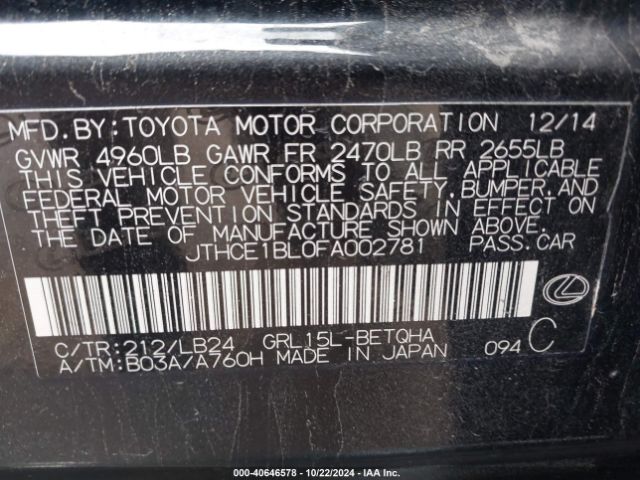 MFD. BY: TOYOTA MOTOR CORPORATION 12/14
GVWR 4960LB GAWR FR 2470LB RR 2655LB
THIS VEHICLE CONFORMS TO ALL APPLICABLE
FEDERAL MOTOR VEHICLE SAFETY, BUMPER, AND
THEFT PREVENTION STANDARDS IN EFFECT ON
THE DATE OF MANUFACTURE SHOWN ABOVE.
JTHCE1BL0FA002781 PASS. CAR
C/TR: 212/LB24 GRL15L-BETQHA
A/TM: B03A/A760H MADE IN JAPAN 094 C
000-40646578 - 10/22/2024 - IAA Inc.